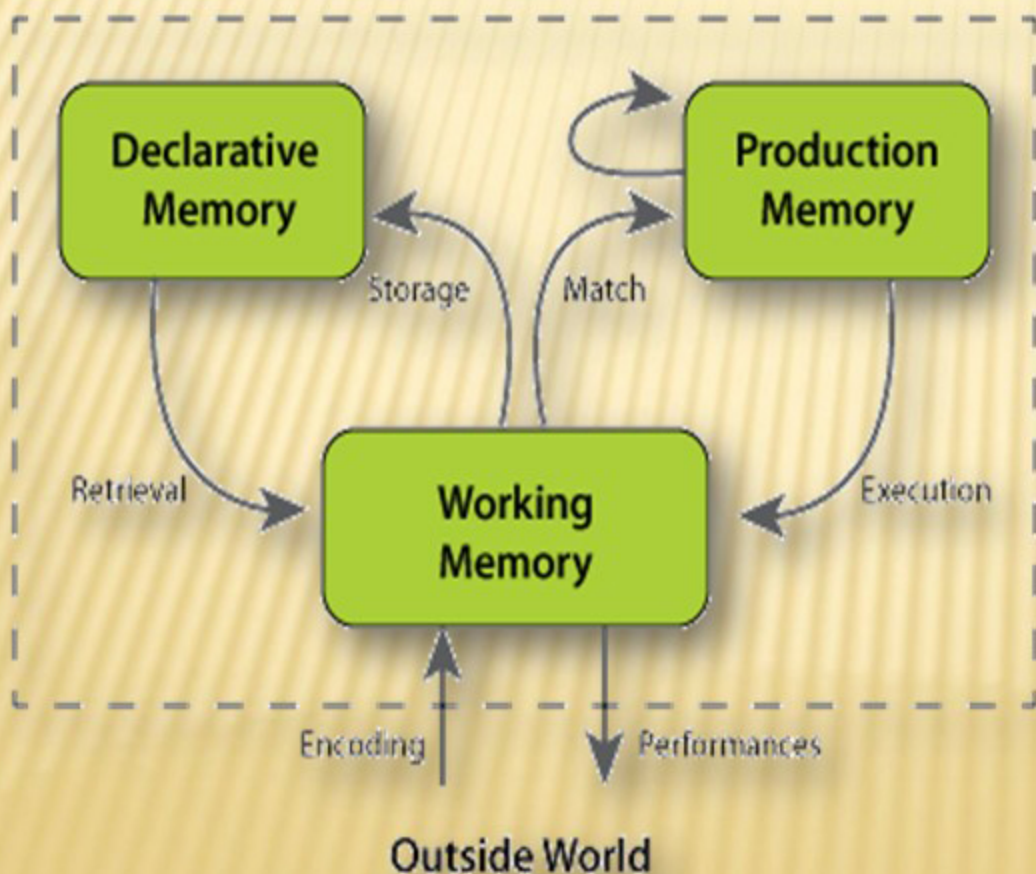 Declarative
Memory
Production
Memory
Storage
Match
Retrieval
Working
Memory
Execution
Encoding
Performances
Outside World